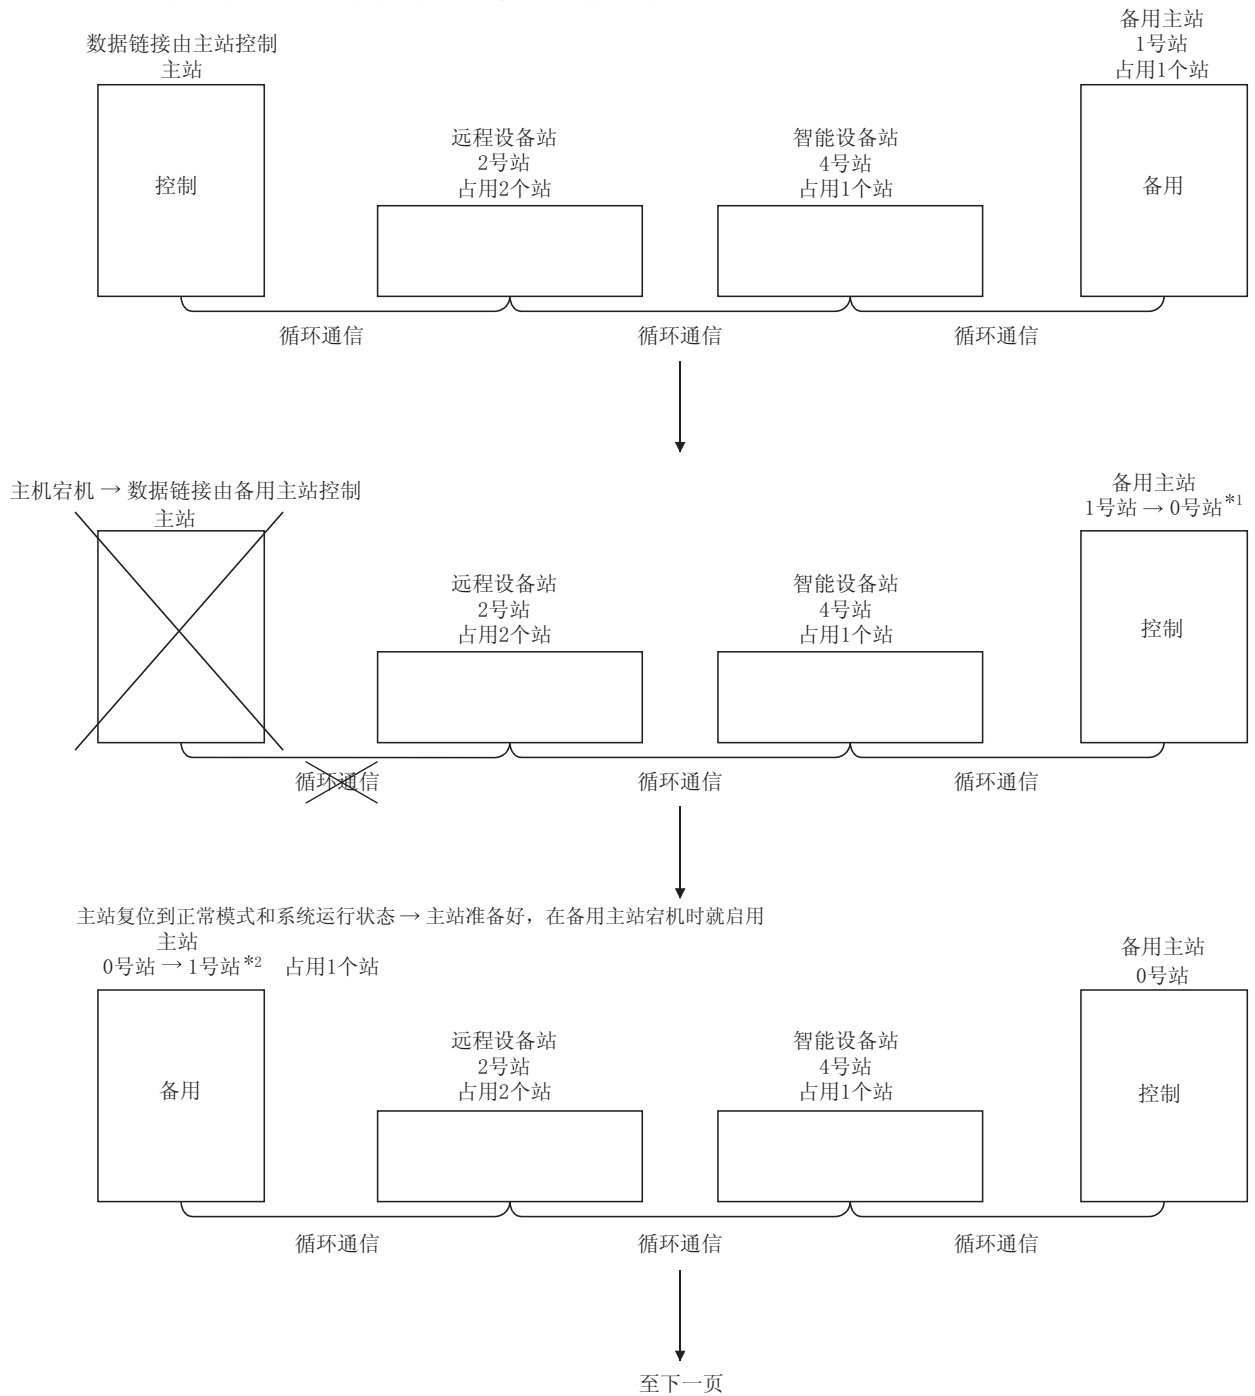 数据链接由主站控制
主站
备用主站
1号站
占用1个站
控制
远程设备站
2号站
占用2个站
智能设备站
4号站
占用1个站
备用
循环通信
循环通信
循环通信
主机宕机→数据链接由备用主站控制
主站
备用主站
1号站→0号站*1
远程设备站
2号站
占用2个站
智能设备站
4号站
占用1个站
控制
循环通信
循环通信
循环通信
主站复位到正常模式和系统运行状态→主站准备好，在备用主站宕机时就启用
主站
0号站→1号站*2 占用1个站
备用主站
0号站
备用
远程设备站
2号站
占用2个站
智能设备站
4号站
占用1个站
控制
循环通信
循环通信
循环通信
至下一页